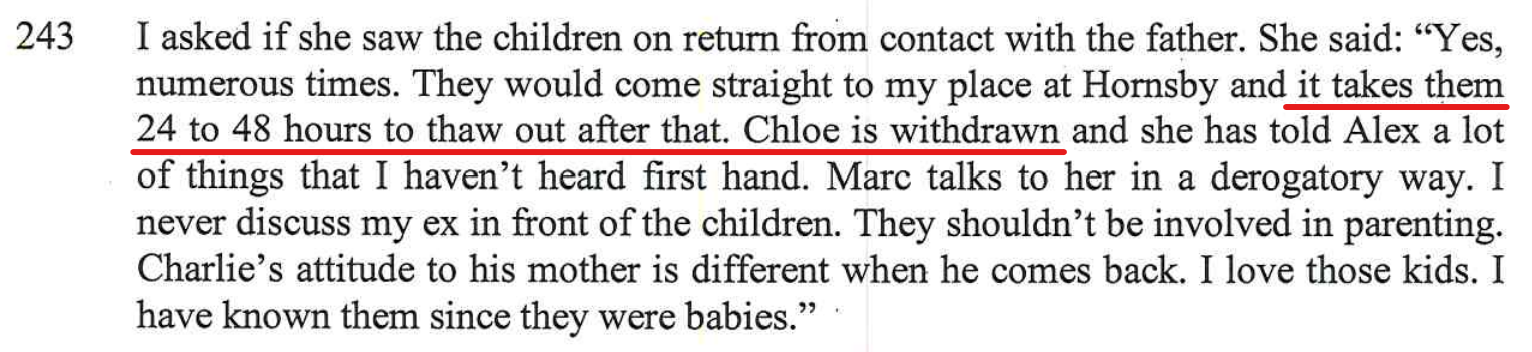 243 I asked if she saw the children on return from contact with the father. She said: “Yes,
numerous times. They would come straight to my place at Hornsby and it takes them
24 to 48 hours to thaw out after that. Chloe is withdrawn and she has told Alex a lot
of things that I haven’t heard first hand. Marc talks to her in a derogatory way. I
never discuss my ex in front of the children. They shouldn’t be involved in parenting.
Charlie’s attitude to his mother is different when he comes back. I love those kids. I
have known them since they were babies.”